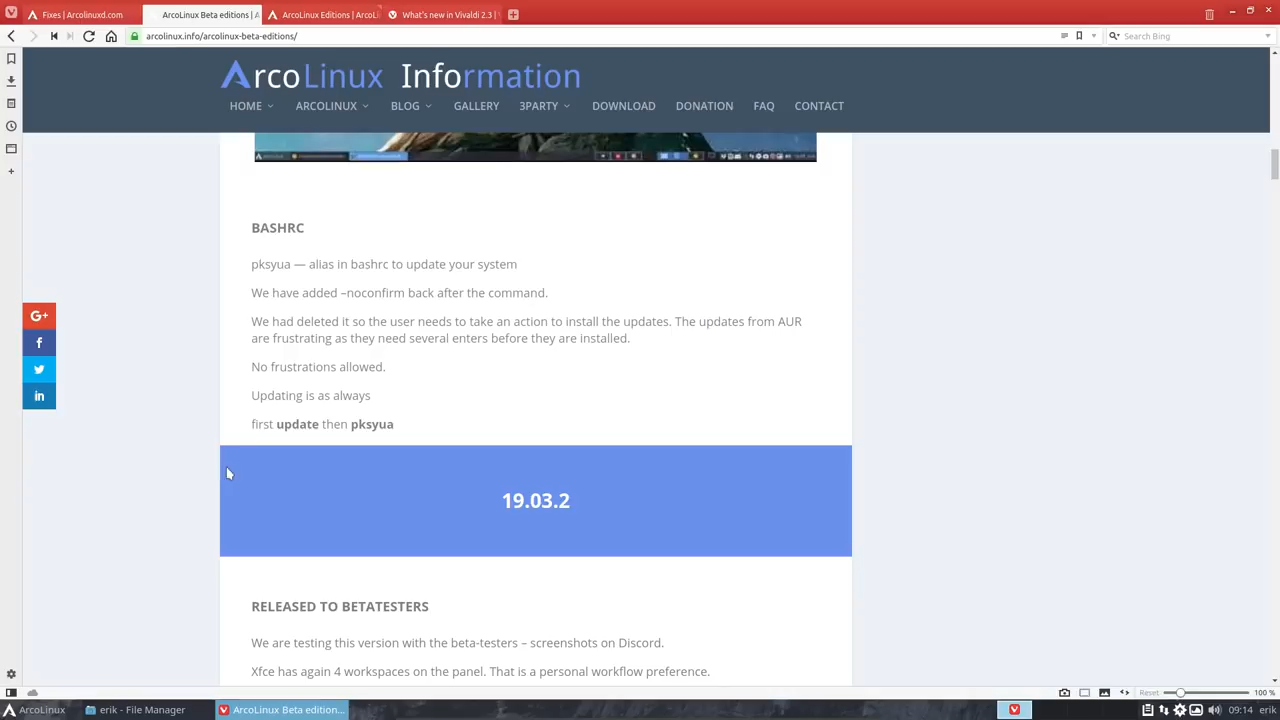 Fixes | Arcolinuxd.com
ArcoLinux Beta editions | A
ArcoLinux Editions | ArcoLi
What's new in Vivaldi 2.3 |
arcolinux.info/arcolinux-beta-editions/
Search Bing
ArcoLinux Information
HOME ARCOLINUX BLOG GALLERY 3PARTY DOWNLOAD DONATION FAQ CONTACT
BASHRC
pksyua — alias in bashrc to update your system
We have added –noconfirm back after the command.
We had deleted it so the user needs to take an action to install the updates. The updates from AUR
are frustrating as they need several enters before they are installed.
No frustrations allowed.
Updating is as always
first update then pksyua
G+
f
in
19.03.2
RELEASED TO BETATESTERS
We are testing this version with the beta-testers – screenshots on Discord.
Xfce has again 4 workspaces on the panel. That is a personal workflow preference.
Reset 100 %
ArcoLinux
erik - File Manager
ArcoLinux Beta edition...
09:14 erik